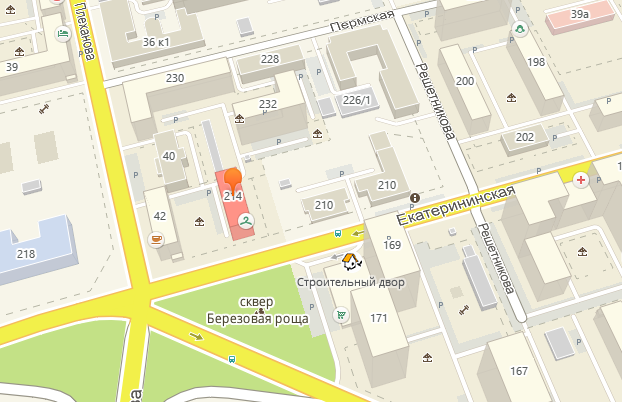 Плеханова
Пермская
39а
36 к1
39
230
228
232
226/1
Решетникова
200
198
202
40
214
42
210
210
Екатерининская
218
169
Решетникова
Строительный двор
сквер
Березовая роща
171
167
ва
P
P
P
P
P
P
P
P
P
P
P